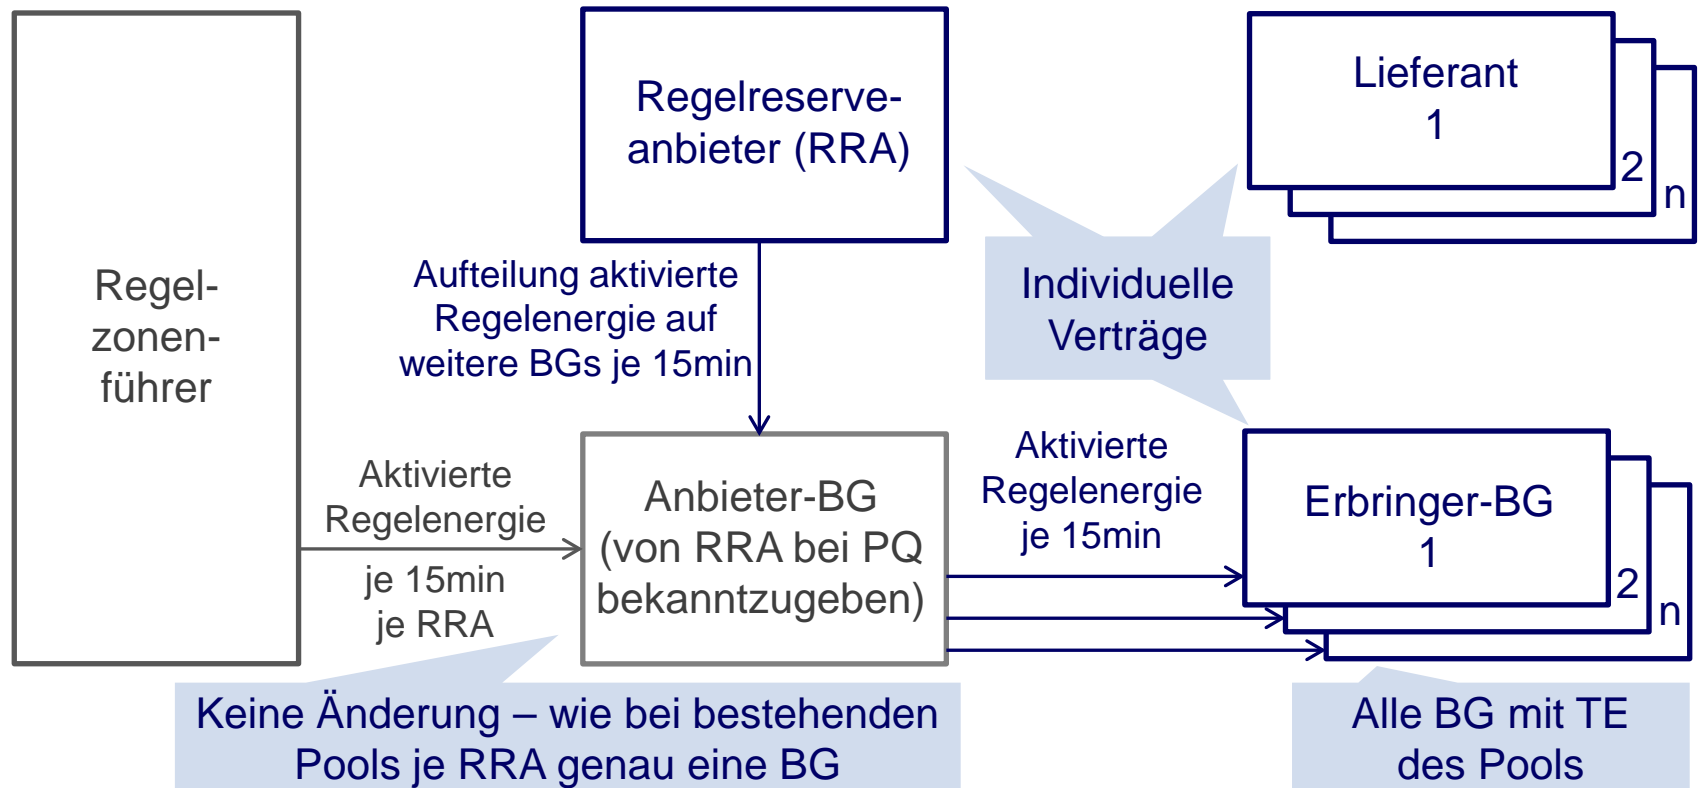 Regel-
zonen-
führer
Regelreserve-
anbieter (RRA)
Lieferant
1
2
n
Individuelle
Verträge
Aufteilung aktivierte
Regelenergie auf
weitere BGs je 15min
Aktivierte
Regelenergie
je 15min
je RRA
Anbieter-BG
(von RRA bei PQ
bekanntzugeben)
Aktivierte
Regelenergie
je 15min
Erbringer-BG
1
2
n
Keine Änderung – wie bei bestehenden
Pools je RRA genau eine BG
Alle BG mit TE
des Pools